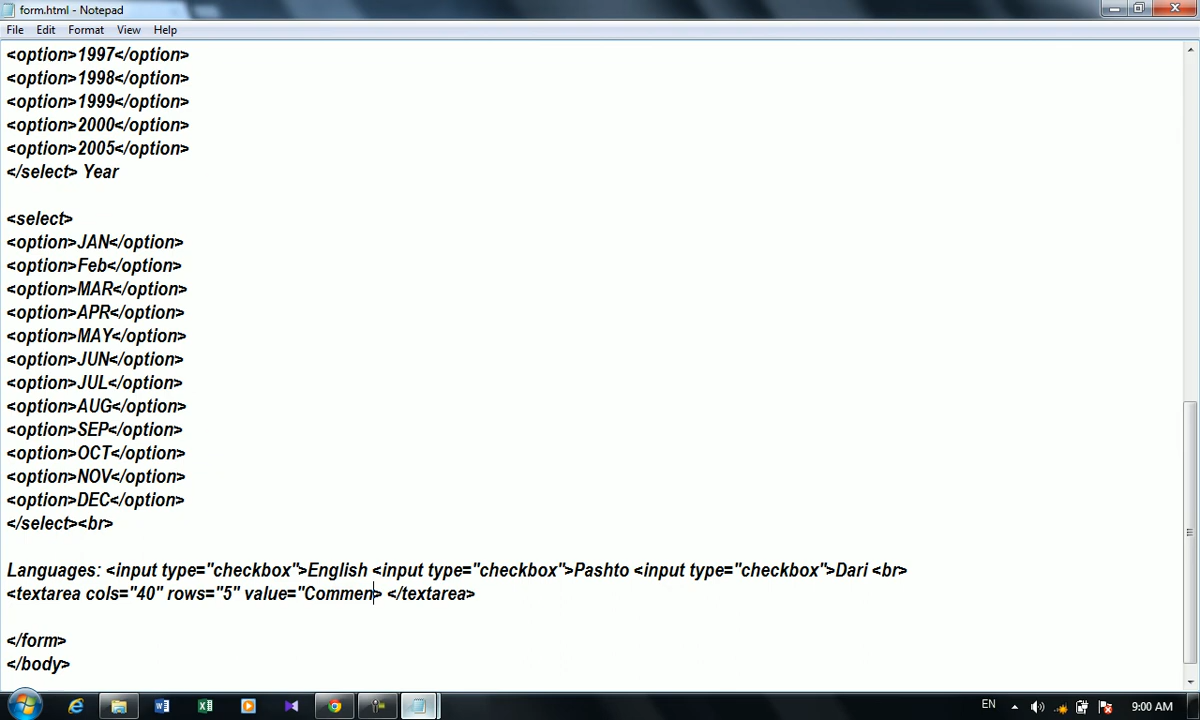 form.html - Notepad
File Edit Format View Help
<option>1997</option>
<option>1998</option>
<option>1999</option>
<option>2000</option>
<option>2005</option>
</select> Year
<select>
<option>JAN</option>
<option>Feb</option>
<option>MAR</option>
<option>APR</option>
<option>MAY</option>
<option>JUN</option>
<option>JUL</option>
<option>AUG</option>
<option>SEP</option>
<option>OCT</option>
<option>NOV</option>
<option>DEC</option>
</select><br>
Languages: <input type="checkbox">English <input type="checkbox">Pashto <input type="checkbox">Dari <br>
<textarea cols="40" rows="5" value="Commen> </textarea>
</form>
</body>
EN 9:00 AM